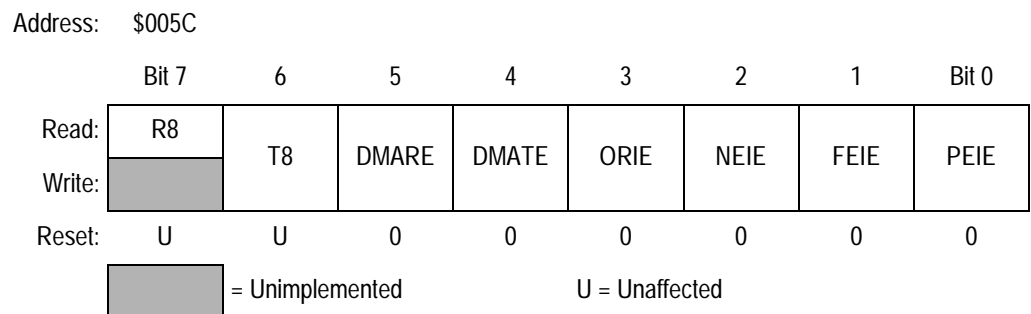 Address: $005C
Bit 7 6 5 4 3 2 1 Bit 0
Read: R8
T8 DMARE DMATE ORIE NEIE FEIE PEIE
Write:
Reset: U U 0 0 0 0 0 0
= Unimplemented U = Unaffected